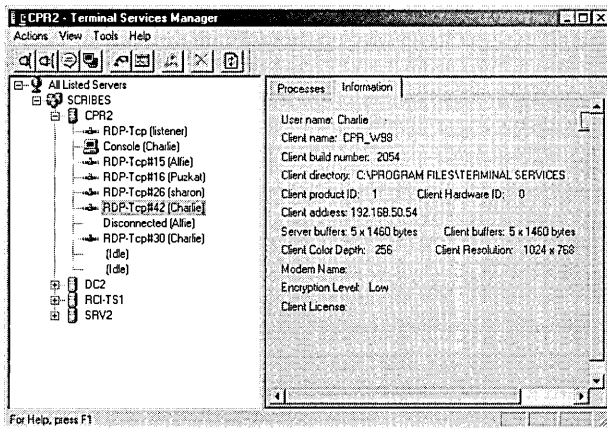 CPR2 - Terminal Services Manager
Actions View Tools Help
All Listed Servers
SCRIBES
CPR2
RDP-Tcp (listener)
Console (Charlie)
RDP-Tcp#15 (Alfie)
RDP-Tcp#16 (Puzkat)
RDP-Tcp#26 (sharon)
RDP-Tcp#42 (Charlie)
Disconnected (Alfie)
RDP-Tcp#30 (Charlie)
(Idle)
(Idle)
DC2
RCI-TS1
SRV2
Processes Information
User name: Charlie
Client name: CPR_W98
Client build number: 2054
Client directory: C:\PROGRAM FILES\TERMINAL SERVICES
Client product ID: 1 Client Hardware ID: 0
Client address: 192.168.50.54
Server buffers: 5 x 1460 bytes Client buffers: 5 x 1460 bytes
Client Color Depth: 256 Client Resolution: 1024 x 768
Modem Name:
Encryption Level: Low
Client License:
For Help, press F1